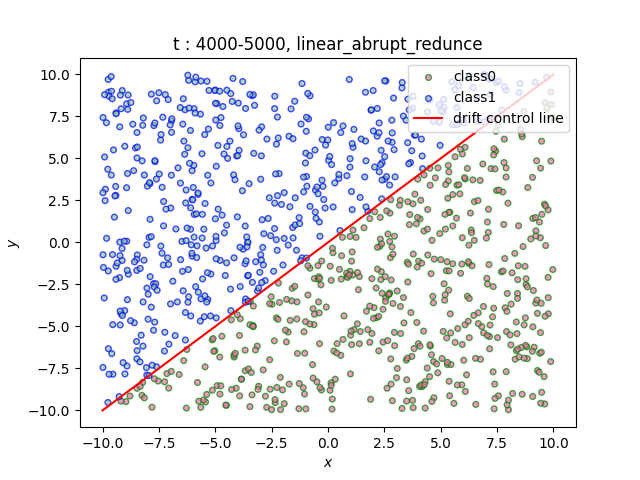 t : 4000-5000, linear_abrupt_redunce
class0
class1
drift control line
y
10.0
7.5
5.0
2.5
0.0
−2.5
−5.0
−7.5
−10.0
−10.0 −7.5 −5.0 −2.5 0.0 2.5 5.0 7.5 10.0
x